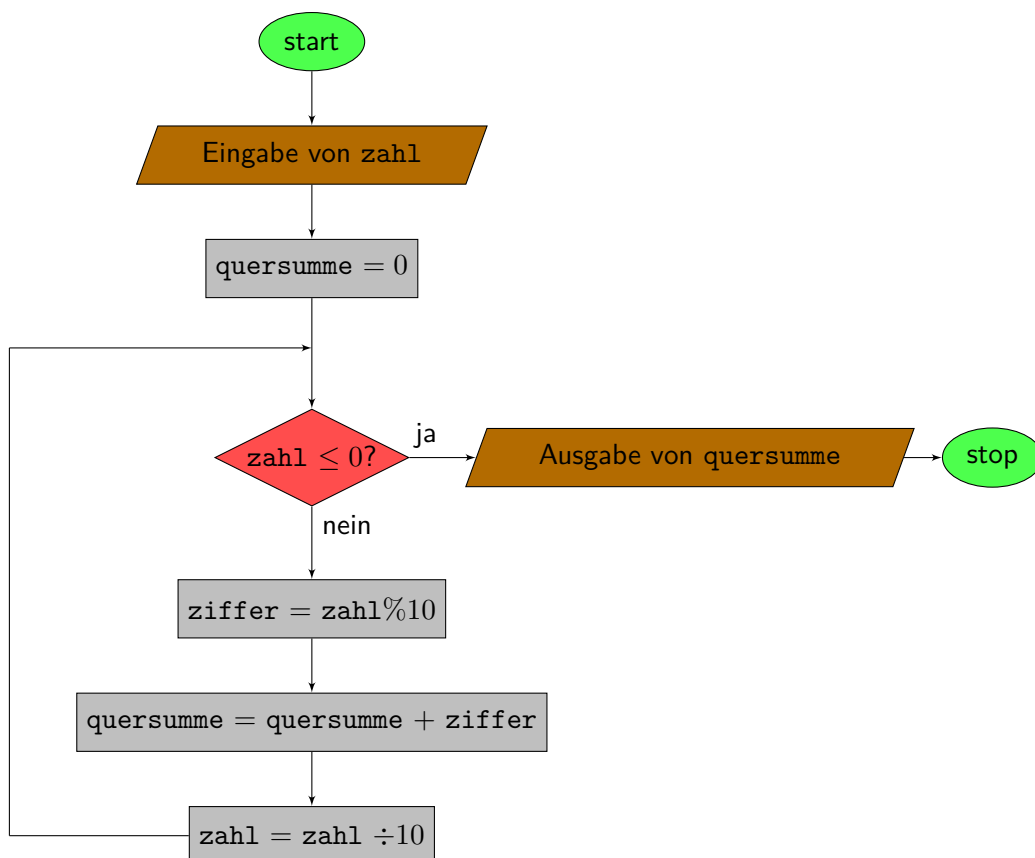 start
Eingabe von zahl
quersumme = 0
zahl ≤ 0?
ja
Ausgabe von quersumme
stop
nein
ziffer = zahl%10
quersumme = quersumme + ziffer
zahl = zahl ÷10